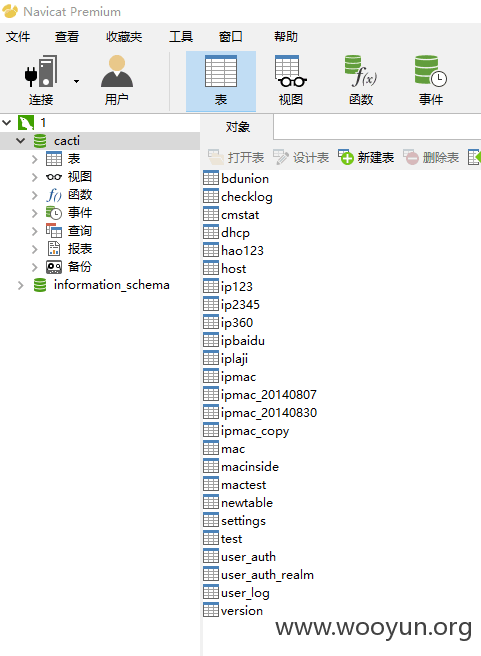 Navicat Premium
文件 查看 收藏夹 工具 窗口 帮助
连接 用户 表 视图 函数 事件
f(x)
1
cacti
表
视图
f() 函数
事件
查询
报表
备份
information_schema
对象
打开表 设计表 新建表 删除表
bdunion
checklog
cmstat
dhcp
hao123
host
ip123
ip2345
ip360
ipbaidu
iplaji
ipmac
ipmac_20140807
ipmac_20140830
ipmac_copy
mac
macinside
mactest
newtable
settings
test
user_auth
user_auth_realm
user_log
version
www.wooyun.org